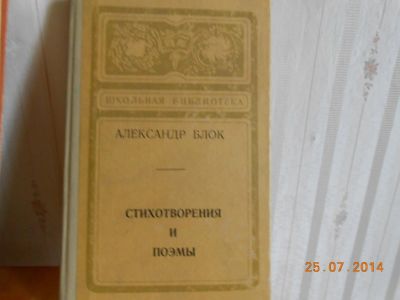 ШКОЛЬНАЯ БИБЛИОТЕКА
АЛЕКСАНДР БЛОК
СТИХОТВОРЕНИЯ
И
ПОЭМЫ
25.07.2014